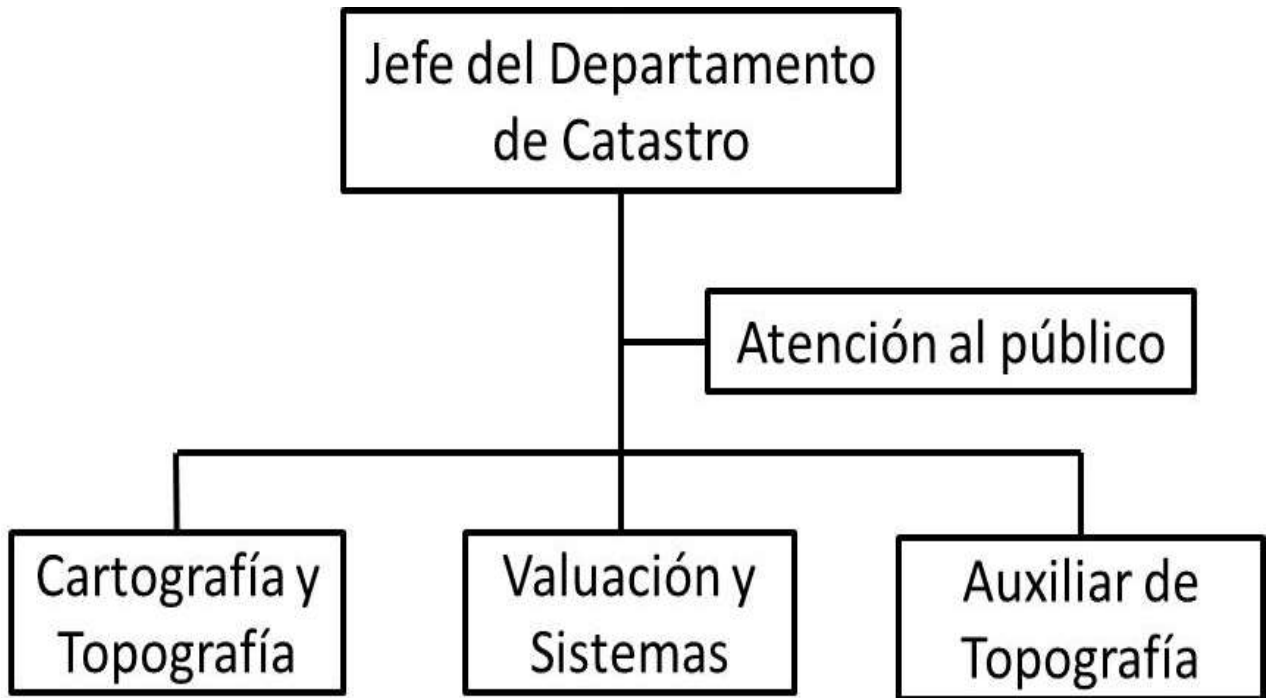 Jefe del Departamento
de Catastro
Atención al público
Cartografía y
Topografía
Valuación y
Sistemas
Auxiliar de
Topografía